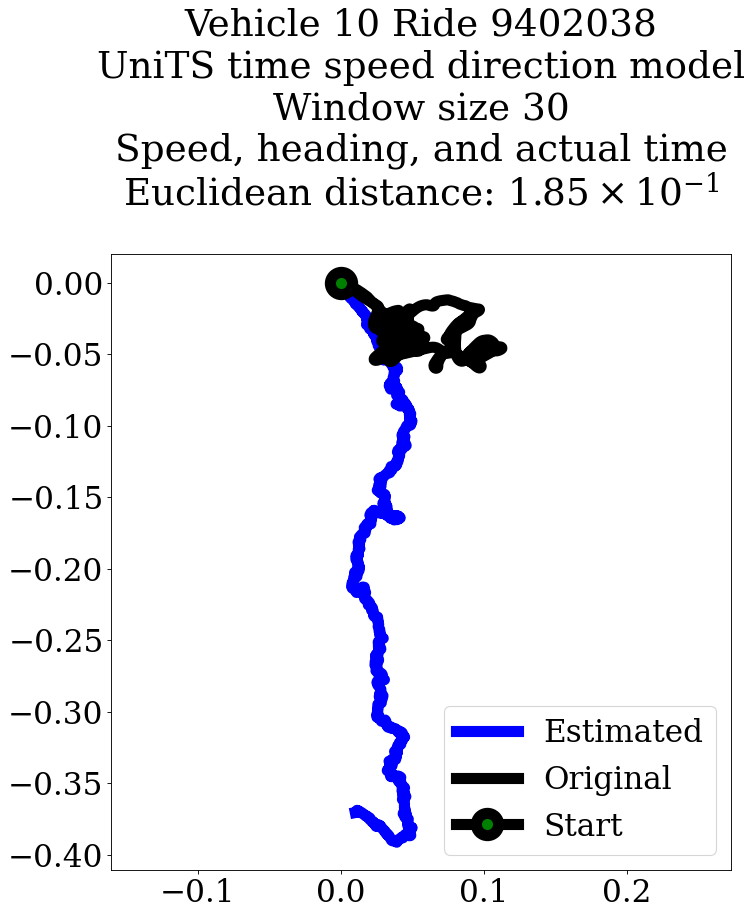 Vehicle 10 Ride 9402038
UniTS time speed direction model
Window size 30
Speed, heading, and actual time
Euclidean distance: 1.85 × 10⁻¹
0.00
−0.05
−0.10
−0.15
−0.20
−0.25
−0.30
−0.35
−0.40
Estimated
Original
Start
−0.1 0.0 0.1 0.2